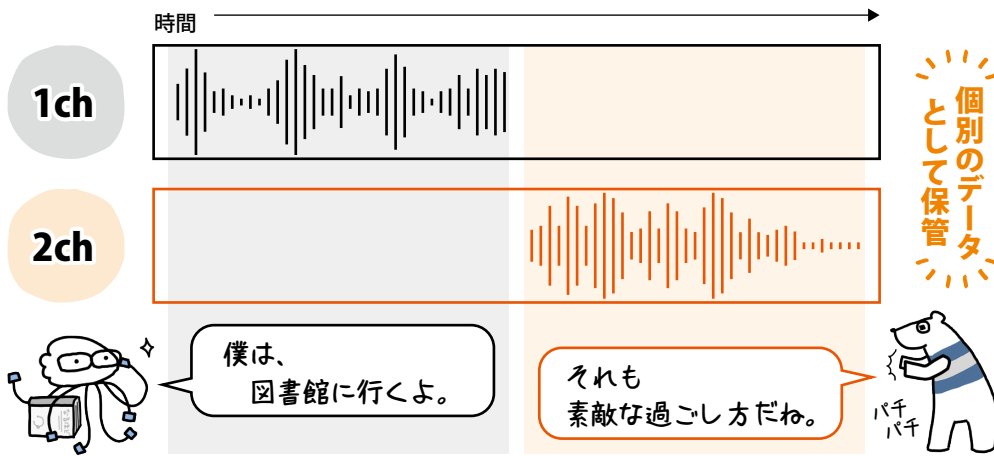 時間
1ch
2ch
個別のデータ
として保管
僕は、
図書館に行くよ。
それも
素敵な過ごし方だね。
パチ
パチ